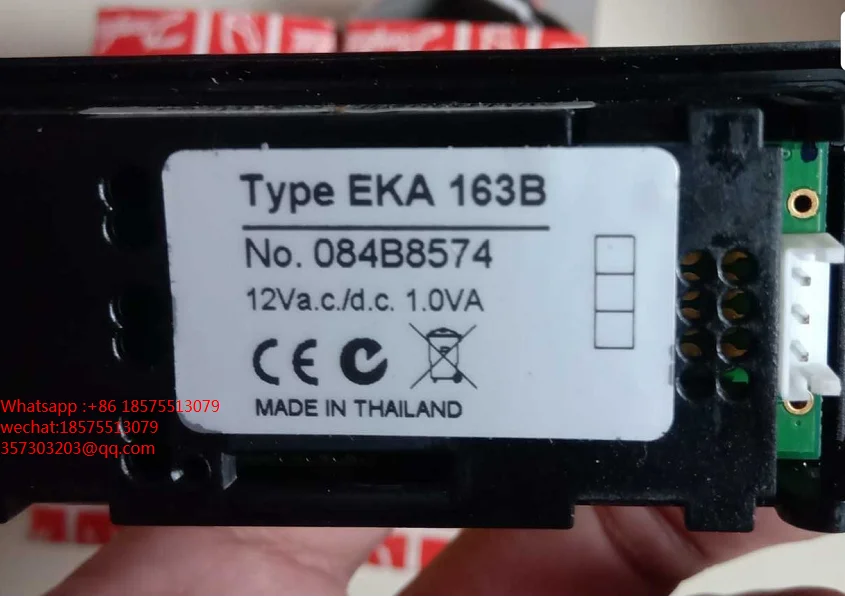 Type EKA 163B
No. 084B8574
12Va.c./d.c. 1.0VA
CE
MADE IN THAILAND
Whatsapp :+86 18575513079
wechat:18575513079
357303203@qq.com